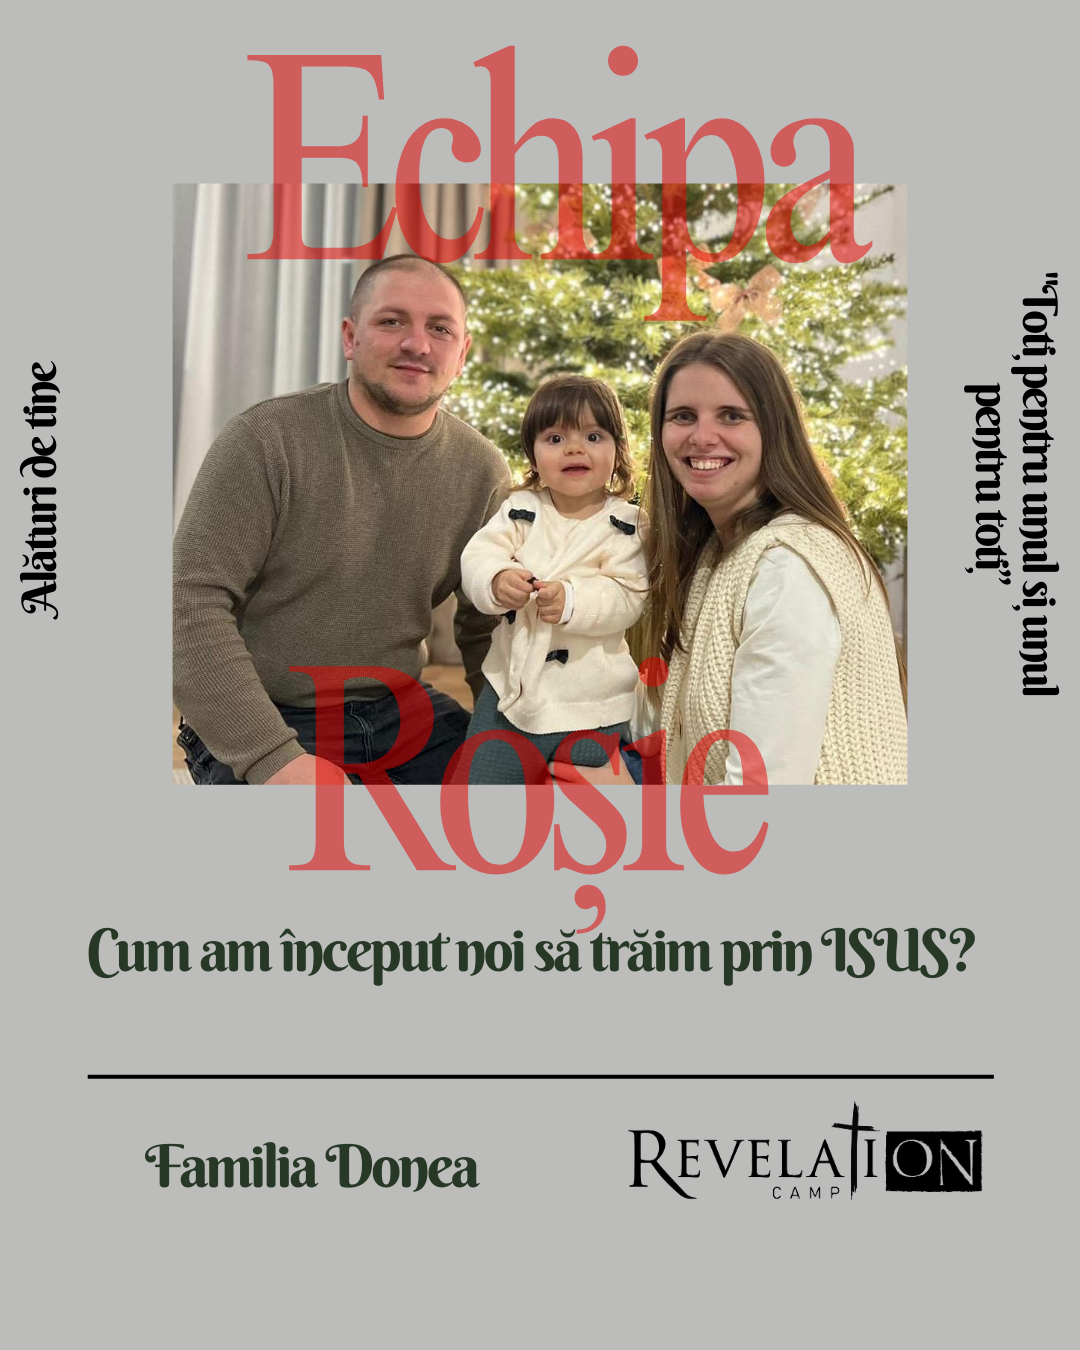 Echipa
Alături de tine
"Toți pentru unul și unul
pentru toți”
Roșie
Cum am început noi să trăim prin ISUS?
Familia Donea
REVELATION
CAMP